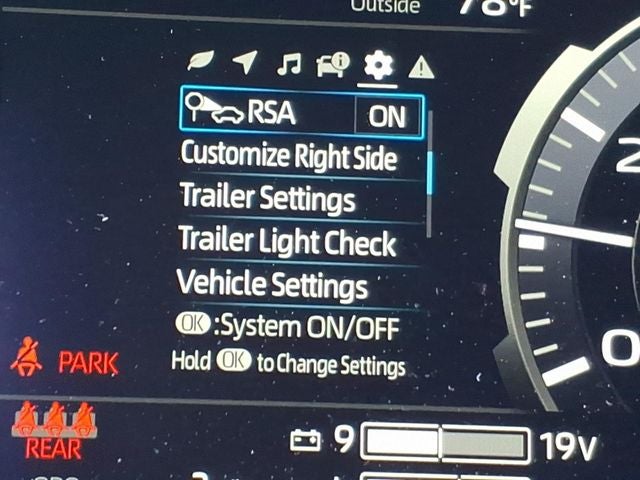 Outside 78°F
RSA ON
Customize Right Side
Trailer Settings
Trailer Light Check
Vehicle Settings
OK :System ON/OFF
Hold OK to Change Settings
PARK
REAR
9 19V
0